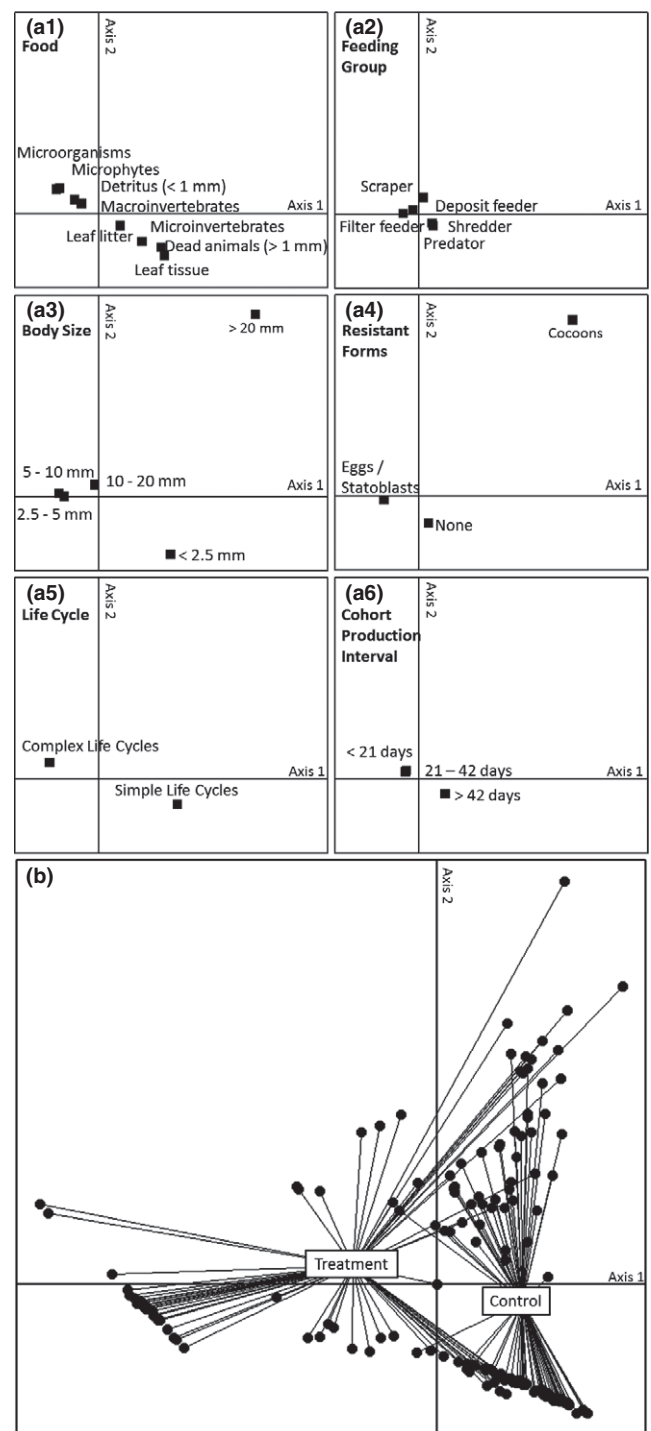 (a1)
Food
Axis 2
Microorganisms
Microphytes
Detritus (< 1 mm)
Macroinvertebrates
Axis 1
Leaf litter
Microinvertebrates
Dead animals (> 1 mm)
Leaf tissue
(a2)
Feeding
Group
Axis 2
Scraper
Deposit feeder
Axis 1
Filter feeder
Shredder
Predator
(a3)
Body Size
Axis 2
> 20 mm
5 - 10 mm
10 - 20 mm
Axis 1
2.5 - 5 mm
< 2.5 mm
(a4)
Resistant
Forms
Axis 2
Cocoons
Eggs /
Statoblasts
Axis 1
None
(a5)
Life Cycle
Axis 2
Complex Life Cycles
Axis 1
Simple Life Cycles
(a6)
Cohort
Production
Interval
Axis 2
< 21 days
21 – 42 days
Axis 1
> 42 days
(b)
Axis 2
Treatment
Axis 1
Control